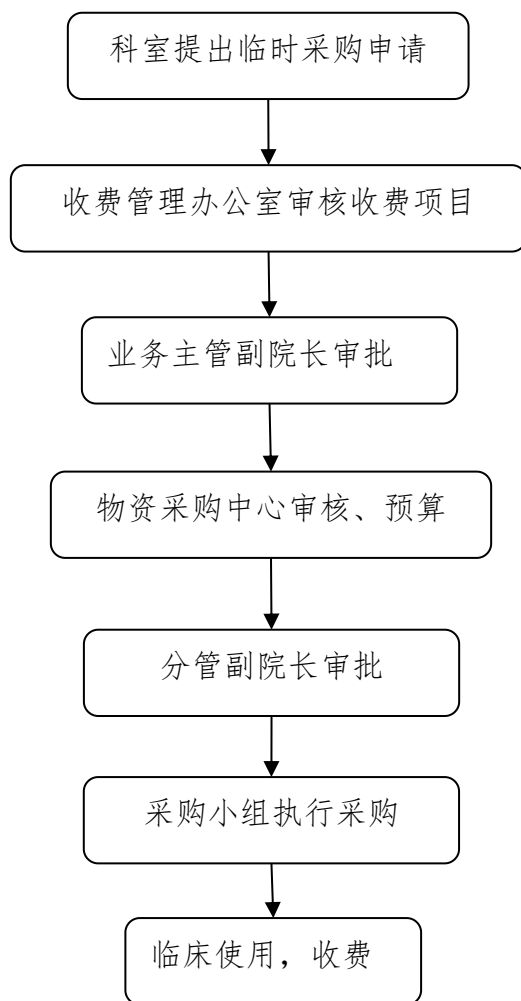 科室提出临时采购申请
收费管理办公室审核收费项目
业务主管副院长审批
物资采购中心审核、预算
分管副院长审批
采购小组执行采购
临床使用，收费